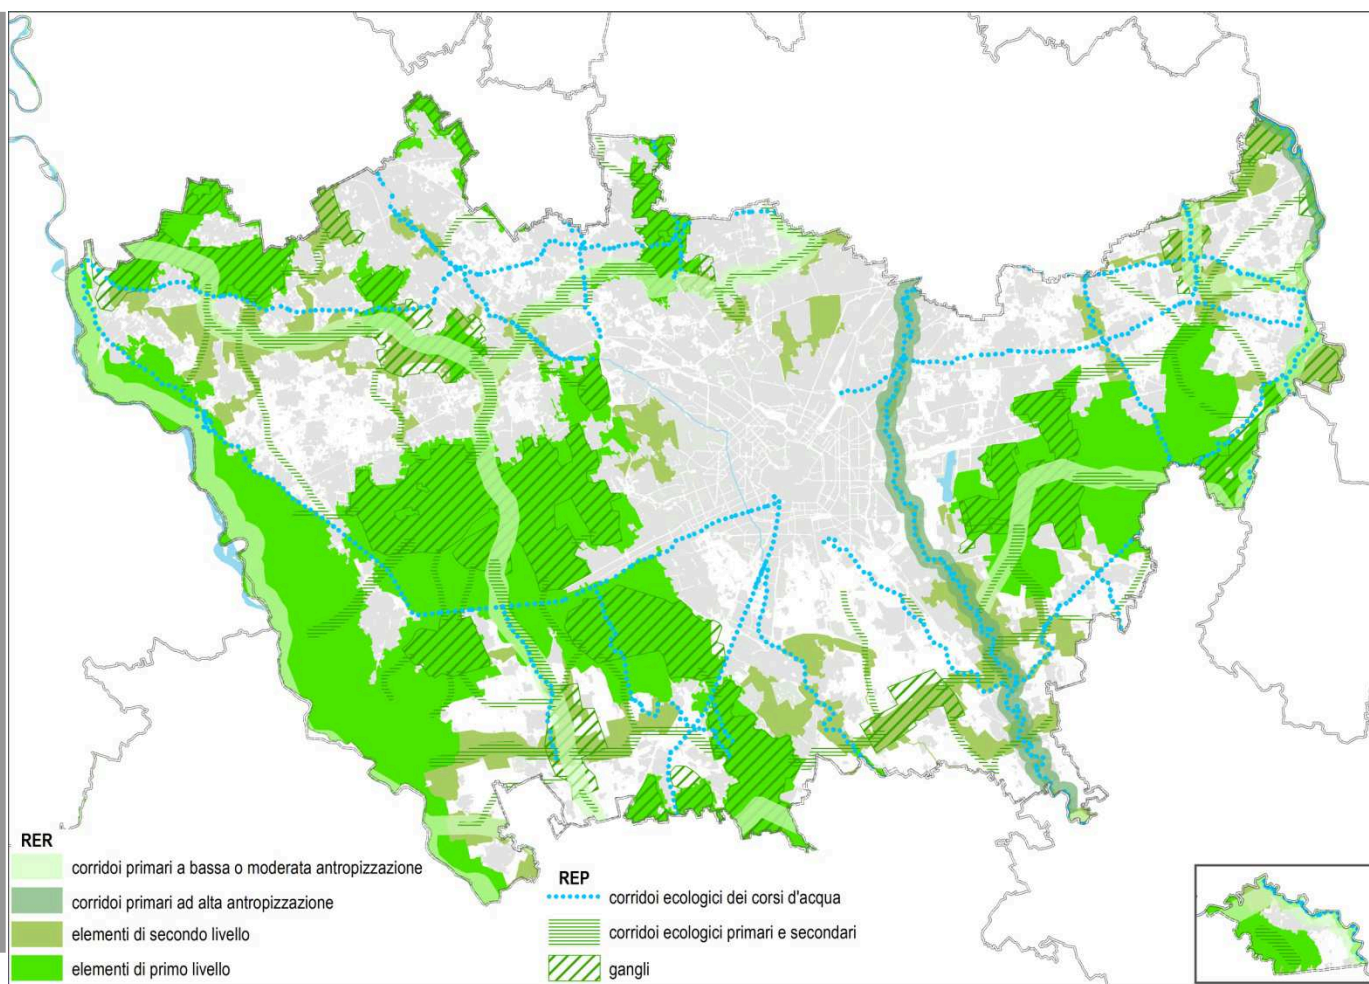 RER
corridoi primari a bassa o moderata antropizzazione
corridoi primari ad alta antropizzazione
elementi di secondo livello
elementi di primo livello
REP
corridoi ecologici dei corsi d'acqua
corridoi ecologici primari e secondari
gangli